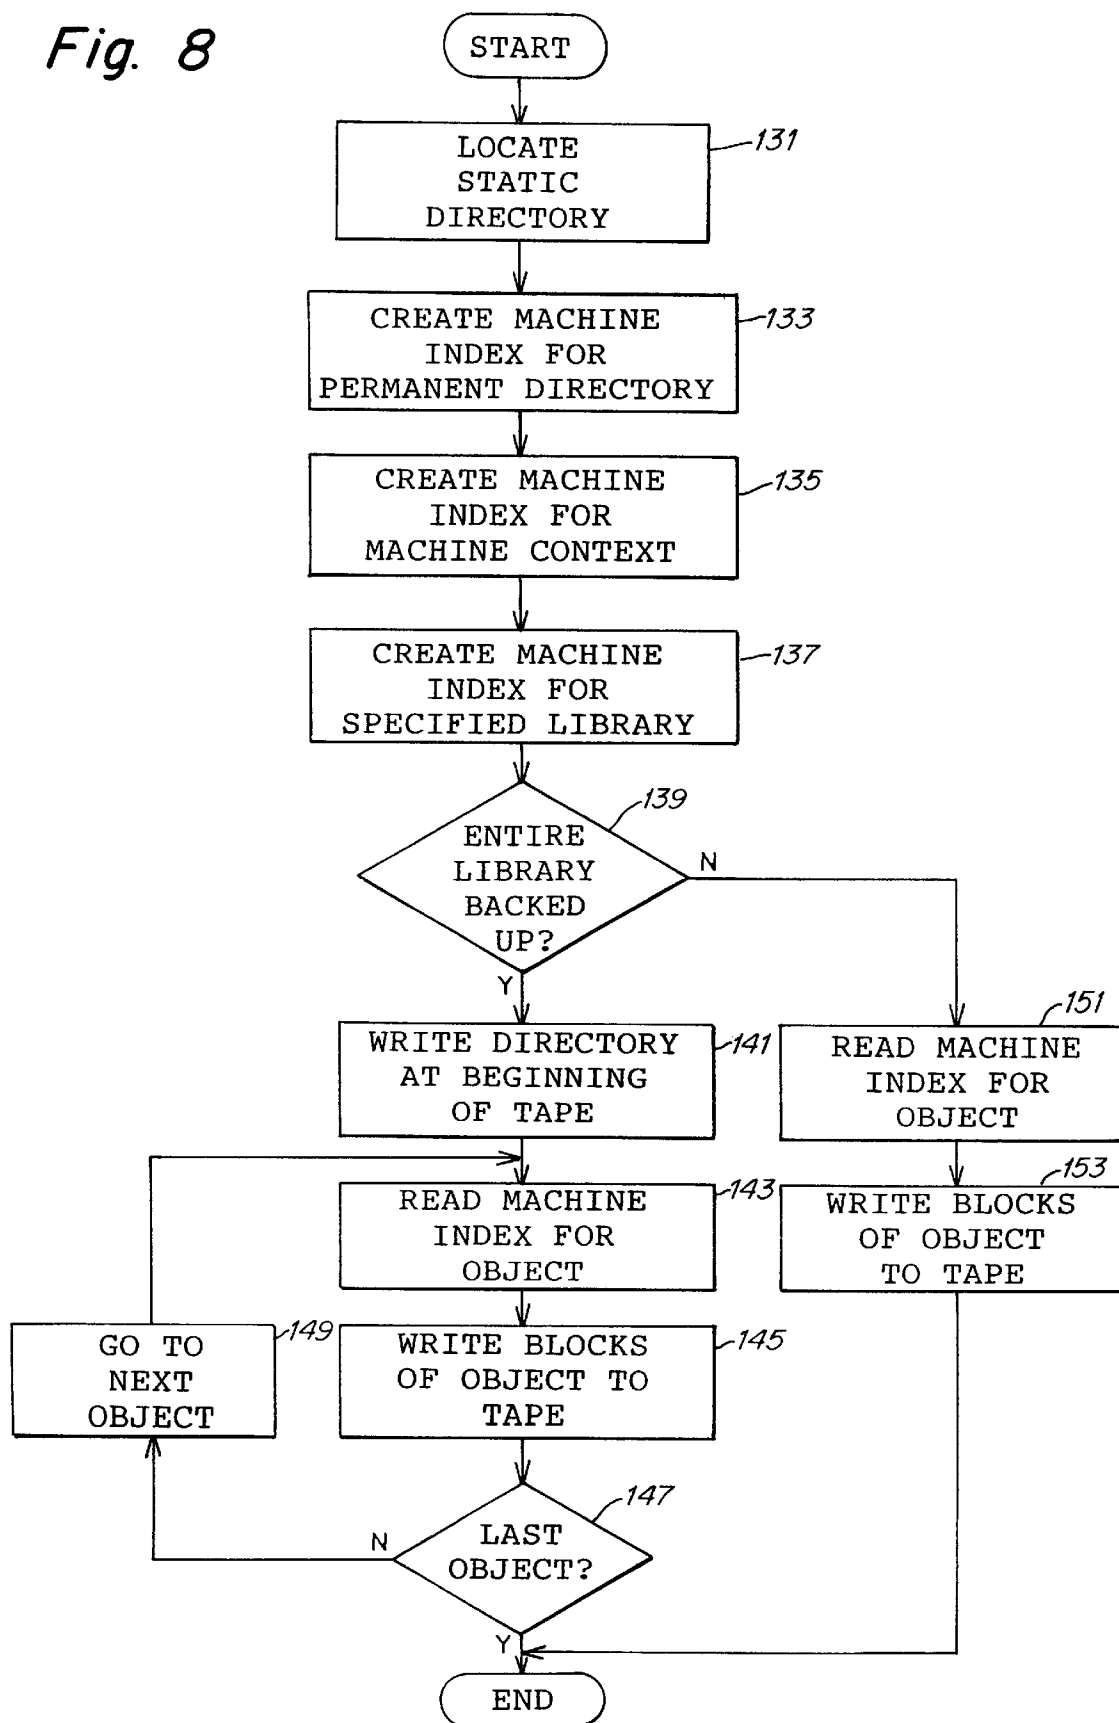 Fig. 8
START
LOCATE
STATIC
DIRECTORY
131
CREATE MACHINE
INDEX FOR
PERMANENT DIRECTORY
133
CREATE MACHINE
INDEX FOR
MACHINE CONTEXT
135
CREATE MACHINE
INDEX FOR
SPECIFIED LIBRARY
137
ENTIRE
LIBRARY
BACKED
UP?
139
N
Y
WRITE DIRECTORY
AT BEGINNING
OF TAPE
141
READ MACHINE
INDEX FOR
OBJECT
151
READ MACHINE
INDEX FOR
OBJECT
143
WRITE BLOCKS
OF OBJECT
TO TAPE
153
GO TO
NEXT
OBJECT
149
WRITE BLOCKS
OF OBJECT TO
TAPE
145
LAST
OBJECT?
147
N
Y
END